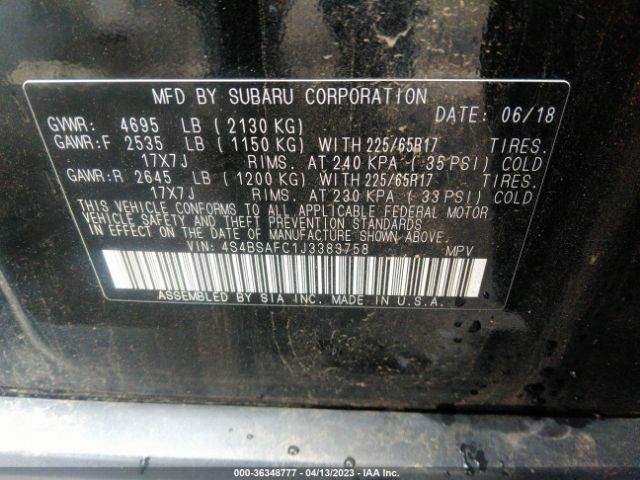 MFD BY SUBARU CORPORATION
GVWR: 4695 LB (2130 KG) DATE: 06/18
GAWR:F 2535 LB (1150 KG) WITH 225/65R17 TIRES.
17X7J RIMS. AT 240 KPA (35 PSI) COLD
GAWR:R 2645 LB (1200 KG) WITH 225/65R17 TIRES.
17X7J RIMS. AT 230 KPA (33 PSI) COLD
THIS VEHICLE CONFORMS TO ALL APPLICABLE FEDERAL MOTOR
VEHICLE SAFETY AND THEFT PREVENTION STANDARDS
IN EFFECT ON THE DATE OF MANUFACTURE SHOWN ABOVE.
VIN: 4S4BSAFC1J3383758 MPV
ASSEMBLED BY SIA INC. MADE IN U.S.A.
000-36348777 - 04/13/2023 - IAA Inc.